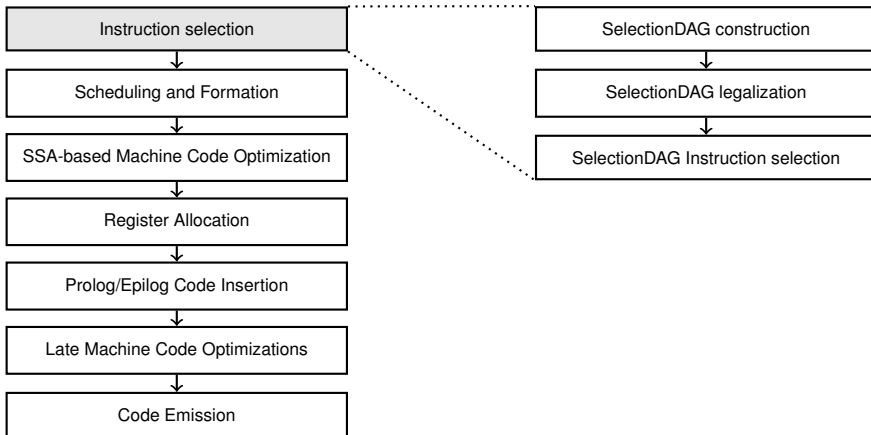 Instruction selection
Scheduling and Formation
SSA-based Machine Code Optimization
Register Allocation
Prolog/Epilog Code Insertion
Late Machine Code Optimizations
Code Emission
SelectionDAG construction
SelectionDAG legalization
SelectionDAG Instruction selection